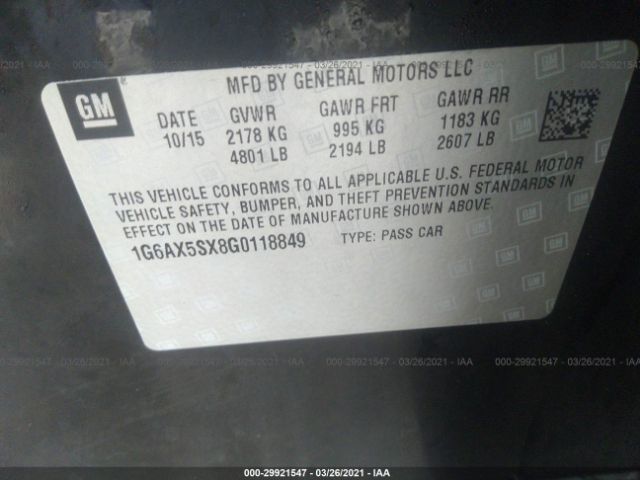 GM
MFD BY GENERAL MOTORS LLC
DATE GVWR GAWR FRT GAWR RR
10/15 2178 KG 995 KG 1183 KG
4801 LB 2194 LB 2607 LB
THIS VEHICLE CONFORMS TO ALL APPLICABLE U.S. FEDERAL MOTOR
VEHICLE SAFETY, BUMPER, AND THEFT PREVENTION STANDARDS IN
EFFECT ON THE DATE OF MANUFACTURE SHOWN ABOVE.
1G6AX5SX8G0118849 TYPE: PASS CAR
000-29921547 | 03/26/2021 - IAA